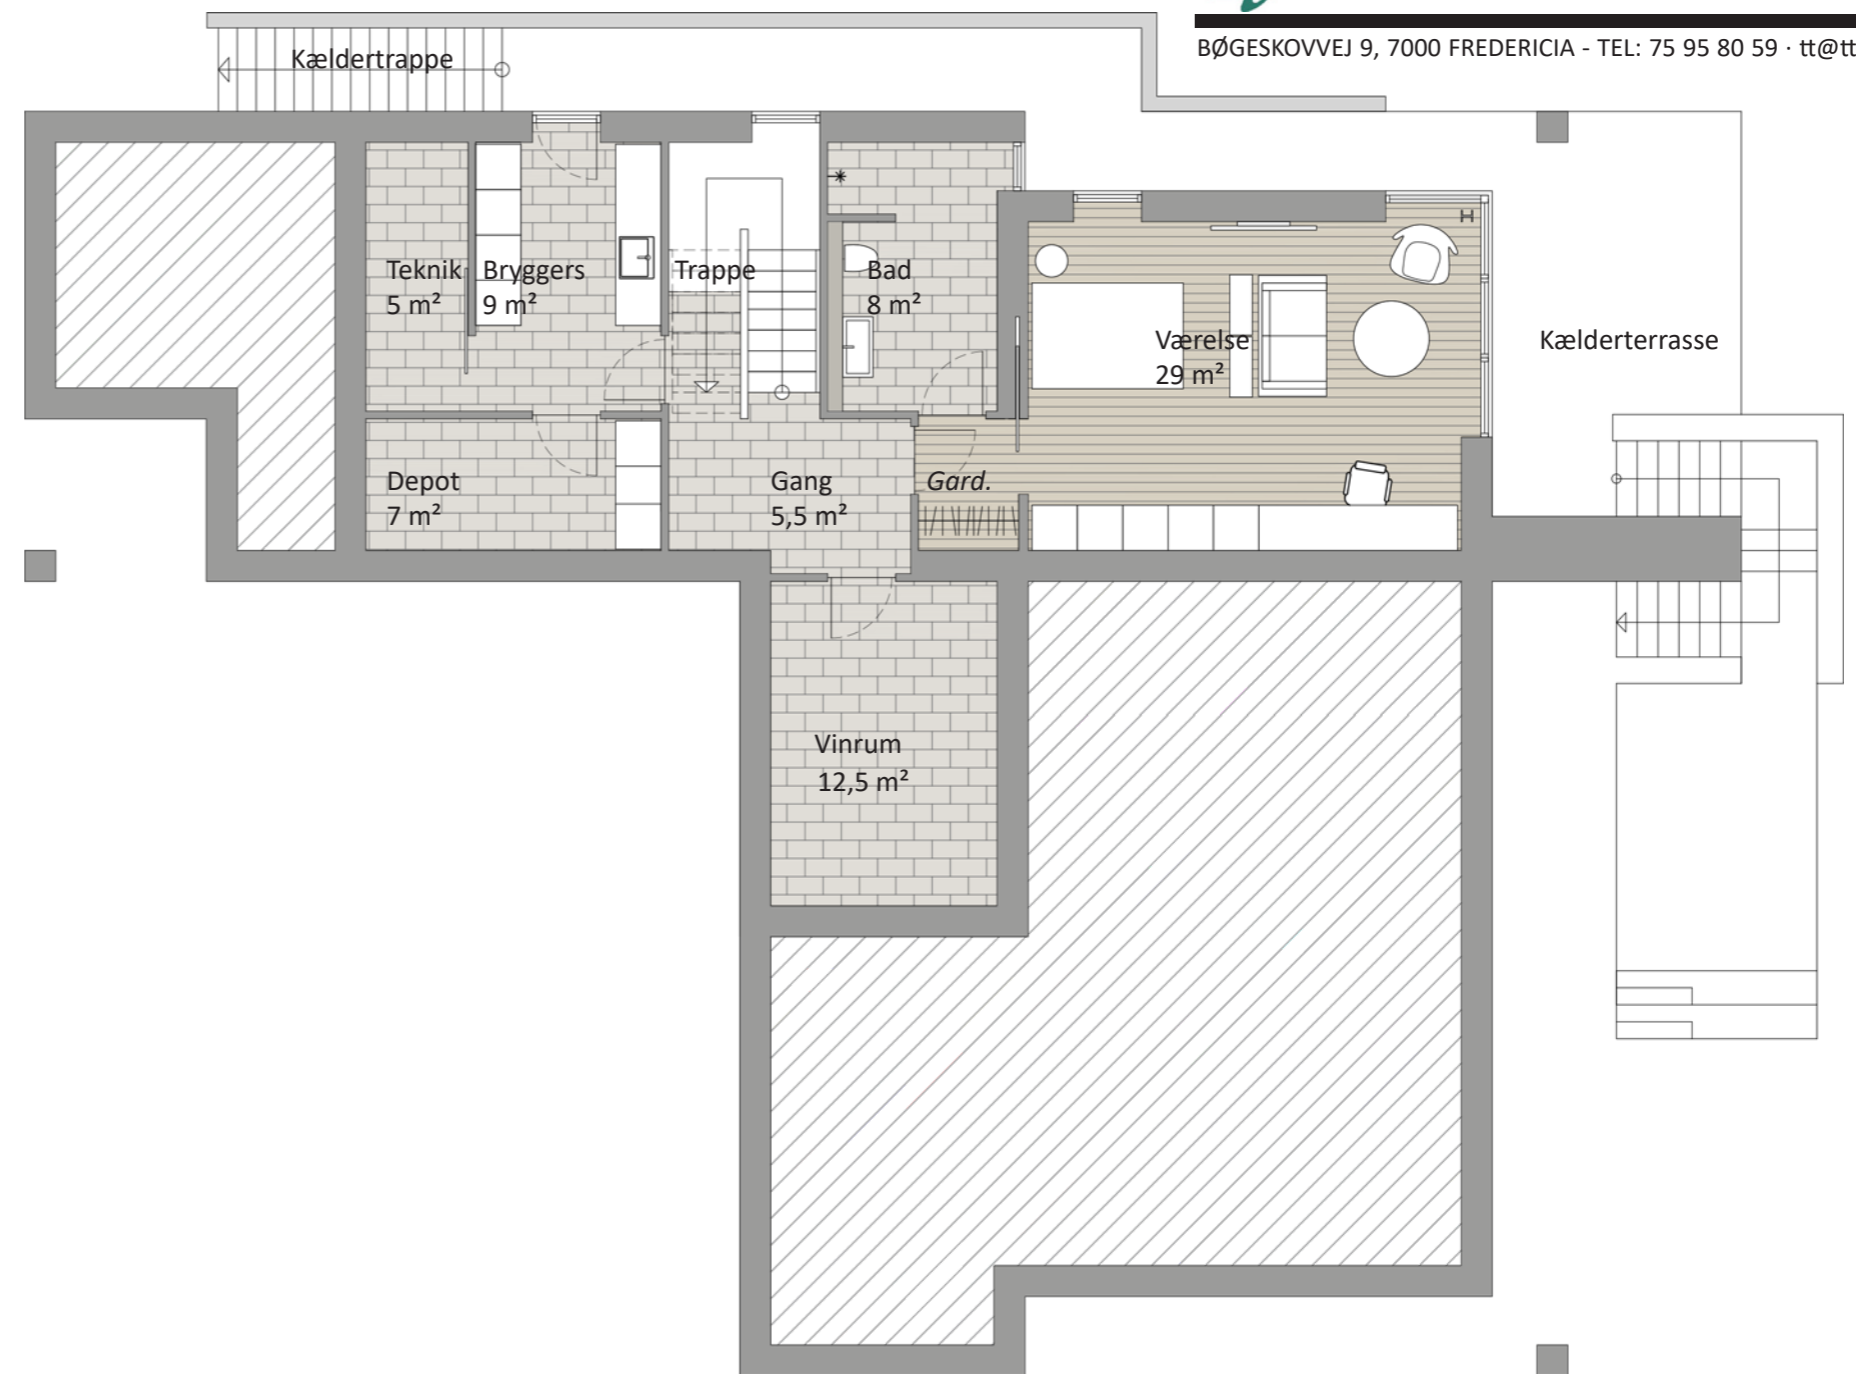 BØGESKOVVEJ 9, 7000 FREDERICIA - TEL: 75 95 80 59 · tt@tt
Kældertrappe
Teknik
5 m²
Bryggers
9 m²
Trappe
Bad
8 m²
Værelse
29 m²
Kælderterrasse
Depot
7 m²
Gang
5,5 m²
Gard.
Vinrum
12,5 m²